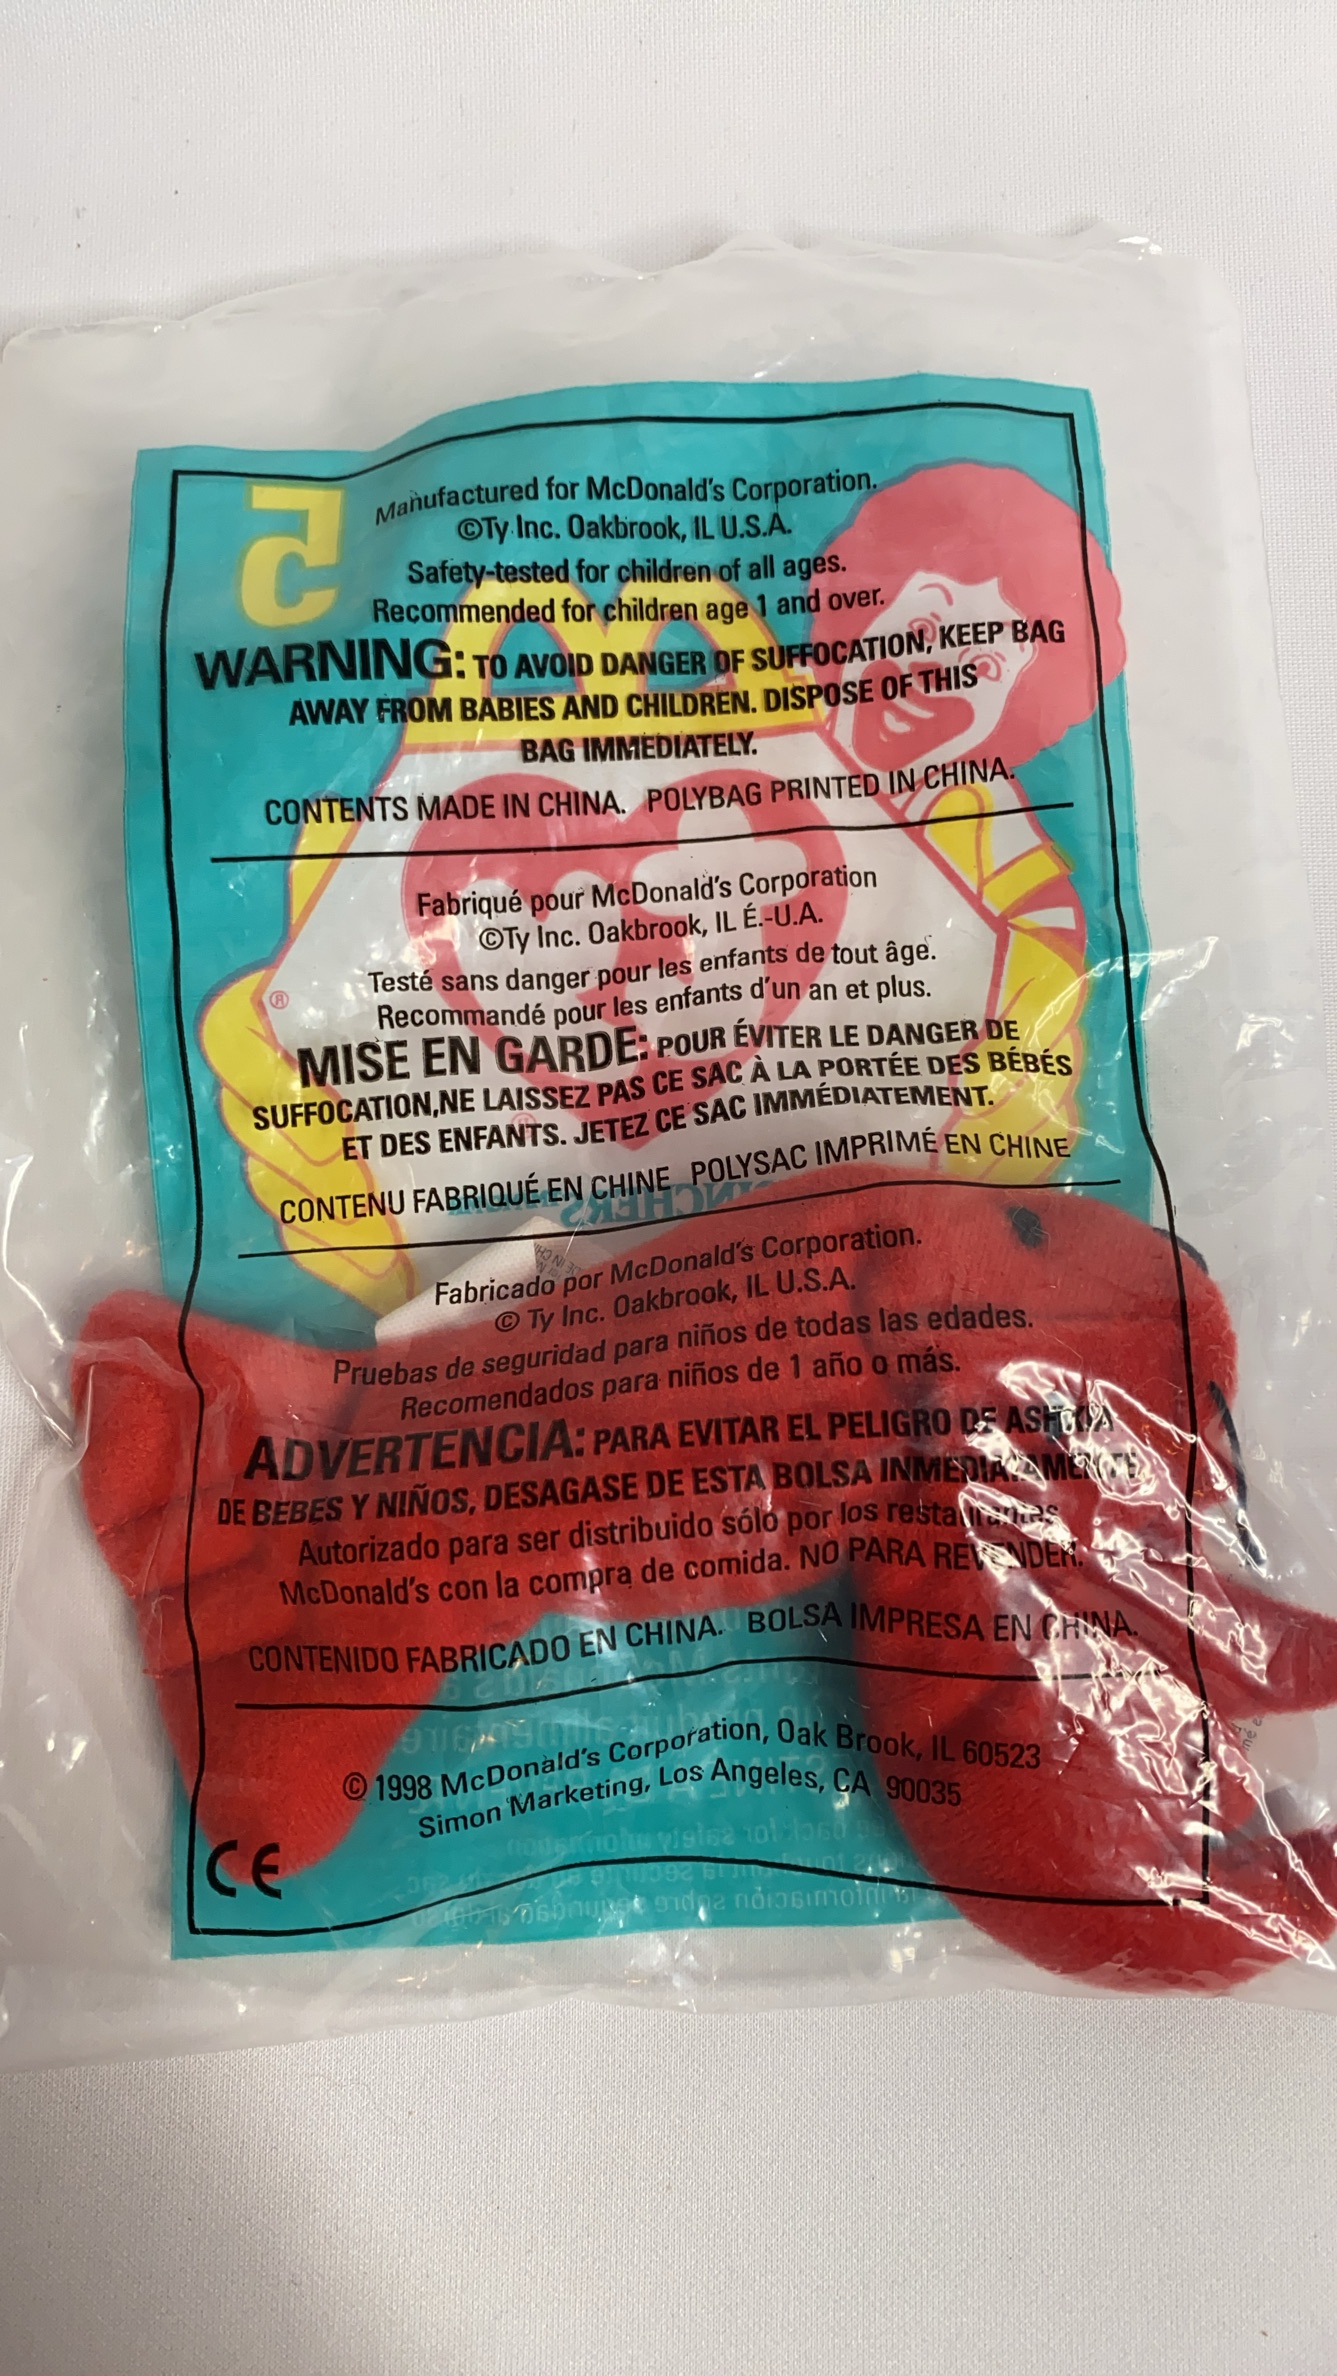 5
Manufactured for McDonald's Corporation.
©Ty Inc. Oakbrook, IL U.S.A.
Safety-tested for children of all ages.
Recommended for children age 1 and over.
WARNING: TO AVOID DANGER OF SUFFOCATION, KEEP BAG
AWAY FROM BABIES AND CHILDREN. DISPOSE OF THIS
BAG IMMEDIATELY.
CONTENTS MADE IN CHINA. POLYBAG PRINTED IN CHINA.
Fabriqué pour McDonald's Corporation
©Ty Inc. Oakbrook, IL É.-U.A.
Testé sans danger pour les enfants de tout âge.
Recommandé pour les enfants d'un an et plus.
MISE EN GARDE: POUR ÉVITER LE DANGER DE
SUFFOCATION,NE LAISSEZ PAS CE SAC À LA PORTÉE DES BÉBÉS
ET DES ENFANTS. JETEZ CE SAC IMMÉDIATEMENT.
CONTENU FABRIQUÉ EN CHINE POLYSAC IMPRIMÉ EN CHINE
Fabricado por McDonald's Corporation.
© Ty Inc. Oakbrook, IL U.S.A.
Pruebas de seguridad para niños de todas las edades.
Recomendados para niños de 1 año o más.
ADVERTENCIA: PARA EVITAR EL PELIGRO DE ASFIXIA
DE BEBES Y NIÑOS, DESAGASE DE ESTA BOLSA INMEDIATAMENTE.
Autorizado para ser distribuido sólo por los restaurantes
McDonald's con la compra de comida. NO PARA REVENDER.
CONTENIDO FABRICADO EN CHINA. BOLSA IMPRESA EN CHINA.
© 1998 McDonald's Corporation, Oak Brook, IL 60523
Simon Marketing, Los Angeles, CA 90035
CE